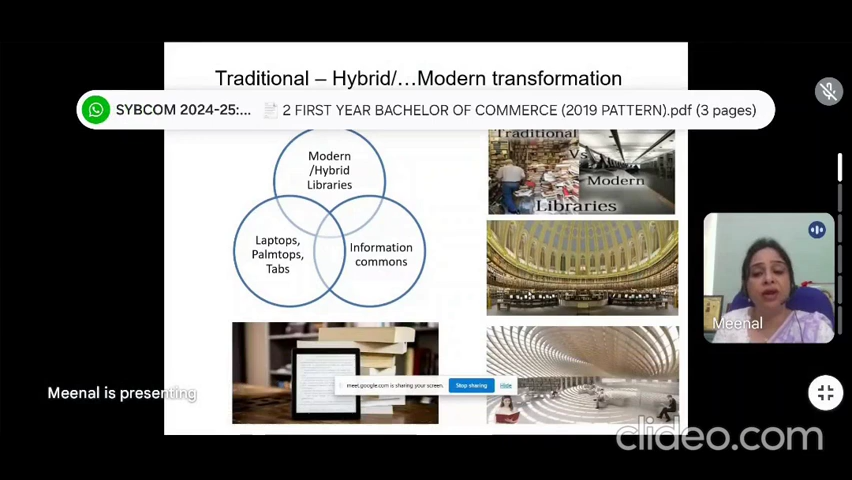 Traditional – Hybrid/…Modern transformation
SYBCOM 2024-25:... 2 FIRST YEAR BACHELOR OF COMMERCE (2019 PATTERN).pdf (3 pages)
Modern
/Hybrid
Libraries
Laptops,
Palmtops,
Tabs
Information
commons
Traditional
Vs
Modern
Libraries
Meenal
meet.google.com is sharing your screen.
Stop sharing
Hide
Meenal is presenting
clideo.com